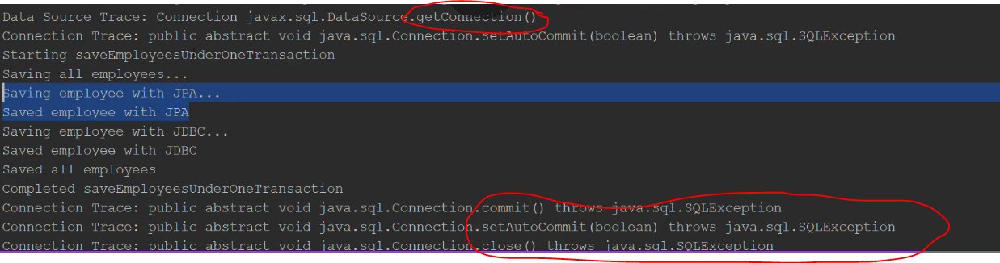 Data Source Trace: Connection javax.sql.DataSource.getConnection()
Connection Trace: public abstract void java.sql.Connection.setAutoCommit(boolean) throws java.sql.SQLException
Starting saveEmployeesUnderOneTransaction
Saving all employees...
Saving employee with JPA...
Saved employee with JPA
Saving employee with JDBC...
Saved employee with JDBC
Saved all employees
Completed saveEmployeesUnderOneTransaction
Connection Trace: public abstract void java.sql.Connection.commit() throws java.sql.SQLException
Connection Trace: public abstract void java.sql.Connection.setAutoCommit(boolean) throws java.sql.SQLException
Connection Trace: public abstract void java.sql.Connection.close() throws java.sql.SQLException